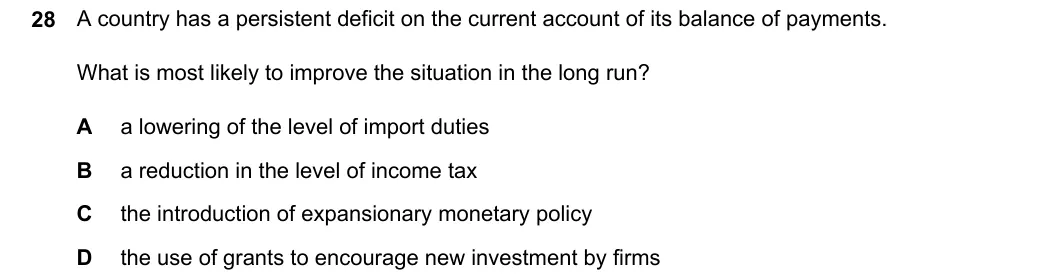 28 A country has a persistent deficit on the current account of its balance of payments.
What is most likely to improve the situation in the long run?
A a lowering of the level of import duties
B a reduction in the level of income tax
C the introduction of expansionary monetary policy
D the use of grants to encourage new investment by firms